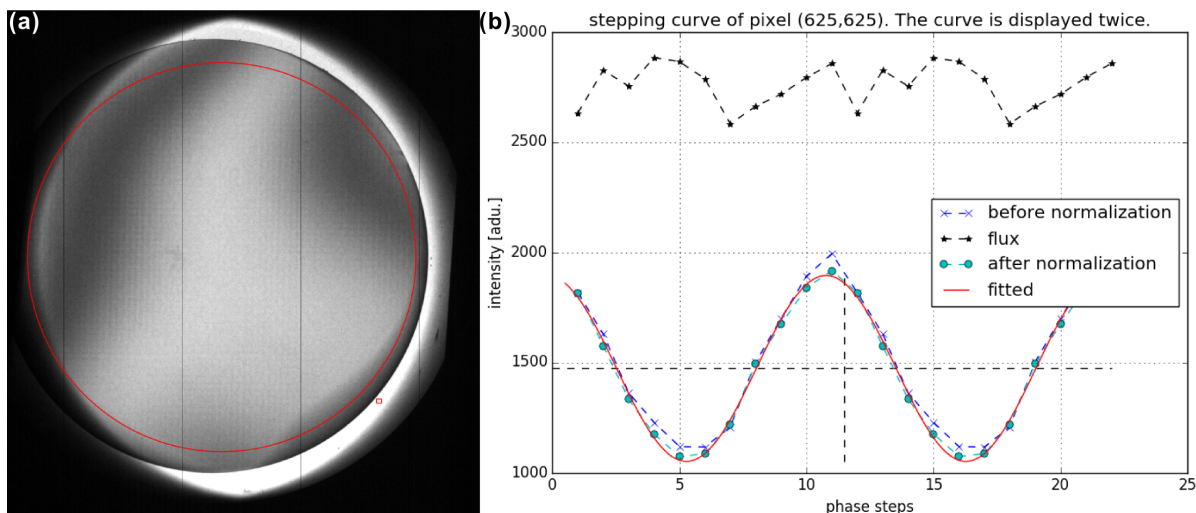 (a)
(b)
stepping curve of pixel (625,625). The curve is displayed twice.
3000
2500
2000
1500
1000
intensity [adu.]
before normalization
flux
after normalization
fitted
0
5
10
15
20
25
phase steps